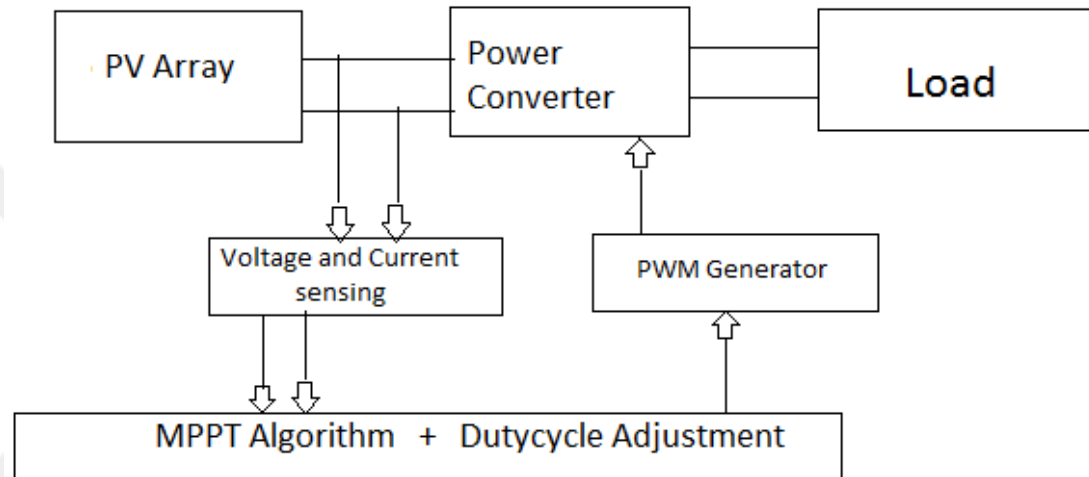 PV Array
Power
Converter
Load
Voltage and Current
sensing
PWM Generator
MPPT Algorithm + Dutycycle Adjustment